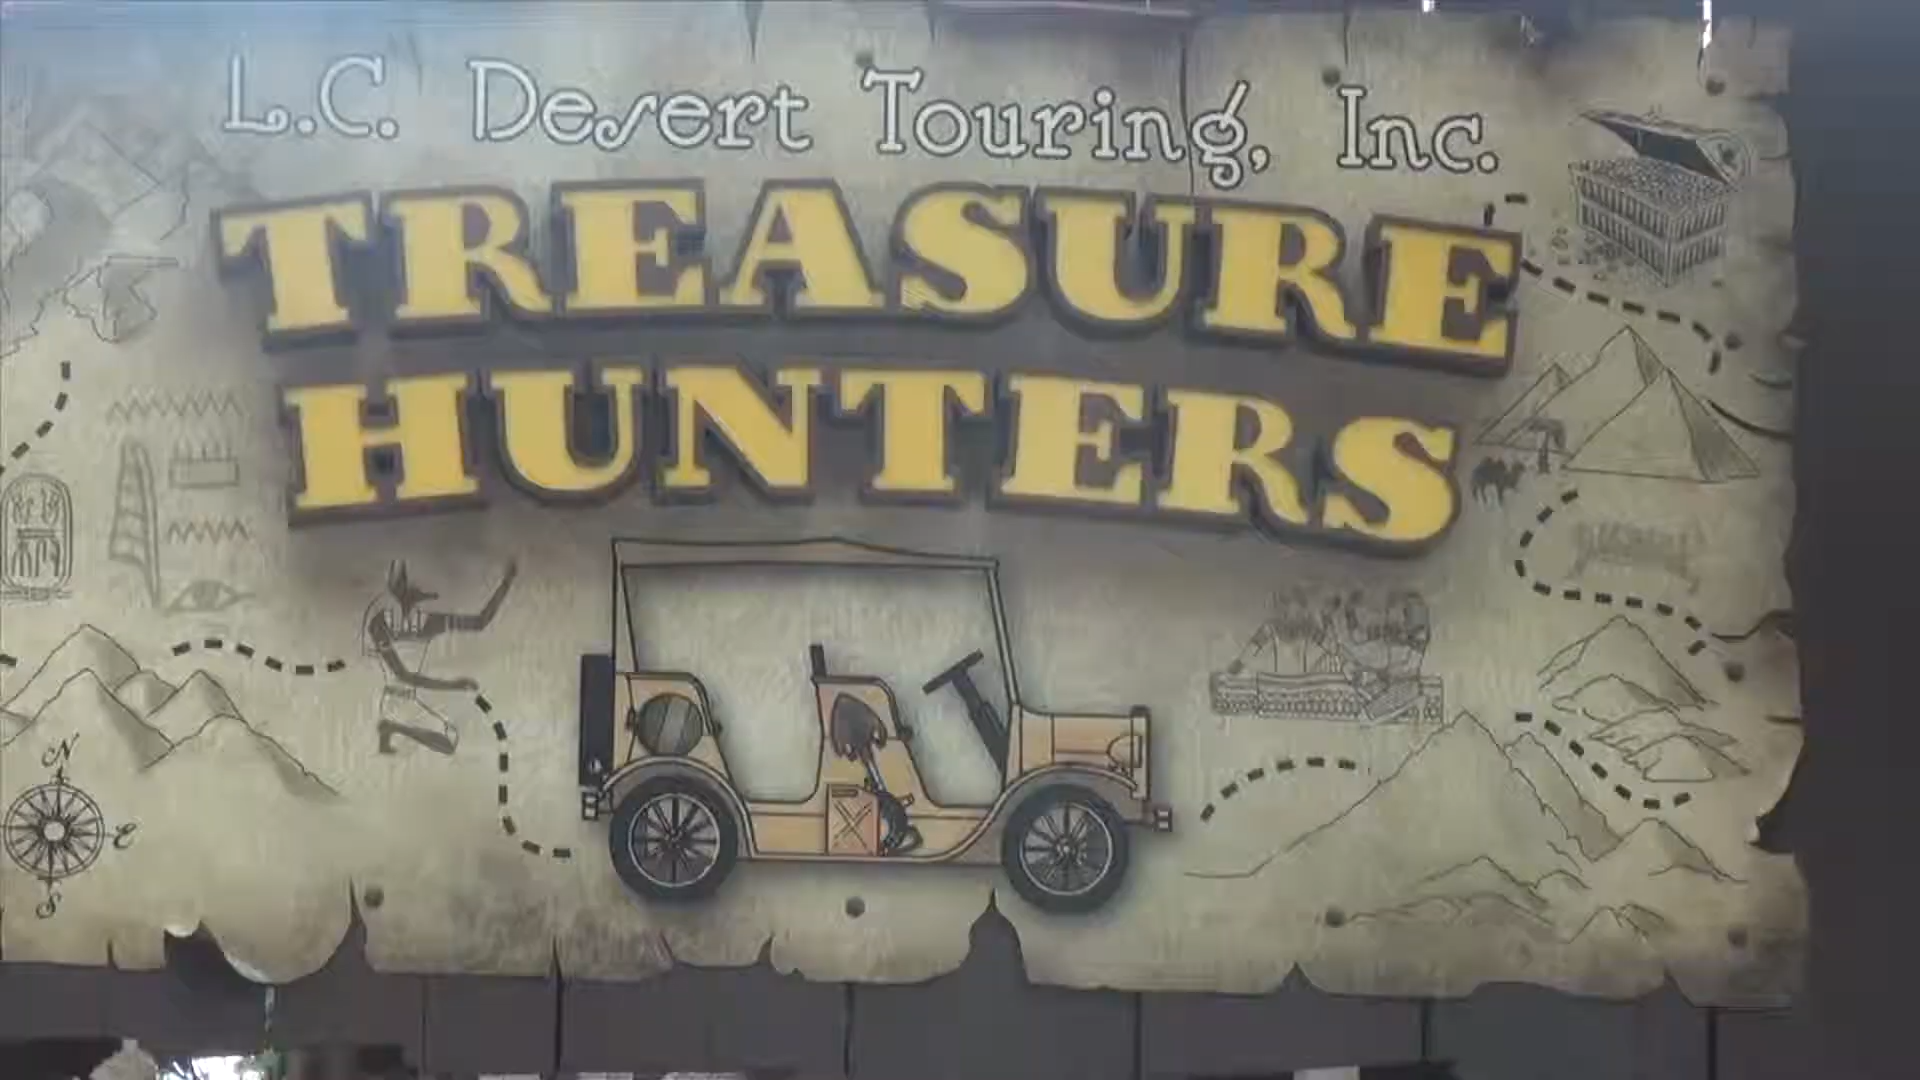 L.C. Desert Touring, Inc.
TREASURE
HUNTERS
N
E
S